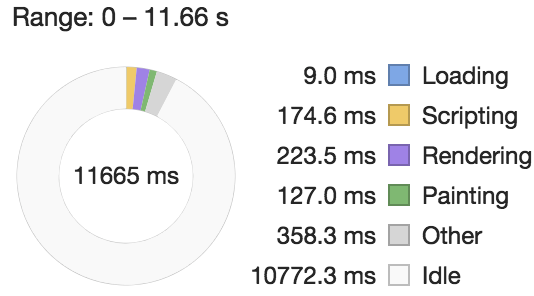 Range: 0 – 11.66 s
11665 ms
9.0 ms Loading
174.6 ms Scripting
223.5 ms Rendering
127.0 ms Painting
358.3 ms Other
10772.3 ms Idle